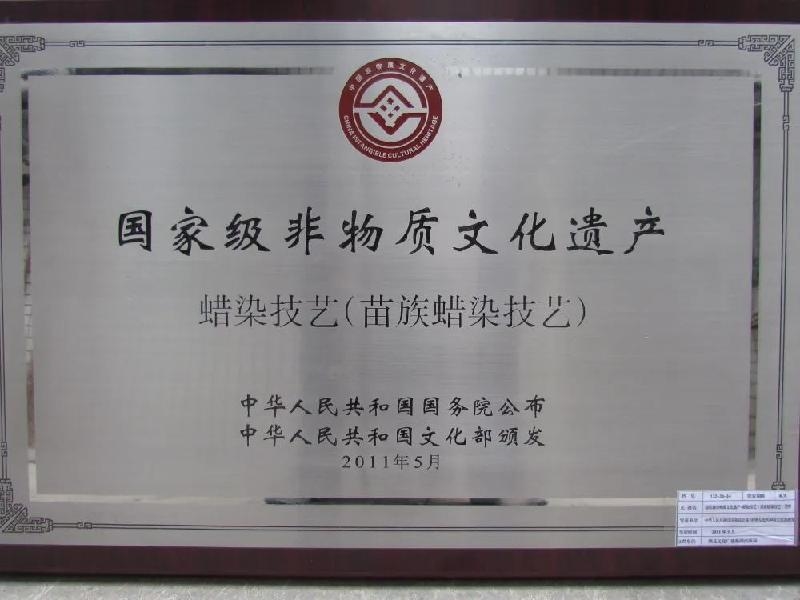 中国非物质文化遗产
CHINA INTANGIBLE CULTURAL HERITAGE
国家级非物质文化遗产
蜡染技艺(苗族蜡染技艺)
中华人民共和国国务院公布
中华人民共和国文化部颁发
2011年5月